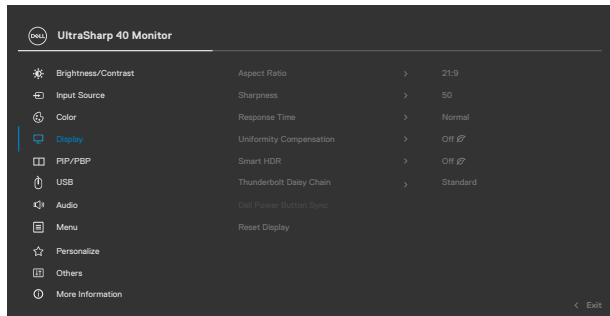 DELL UltraSharp 40 Monitor
Brightness/Contrast Aspect Ratio > 21:9
Input Source Sharpness > 50
Color Response Time > Normal
Display Uniformity Compensation > Off
PIP/PBP Smart HDR > Off
USB Thunderbolt Daisy Chain > Standard
Audio Dell Power Button Sync
Menu Reset Display
Personalize
Others
More Information
< Exit